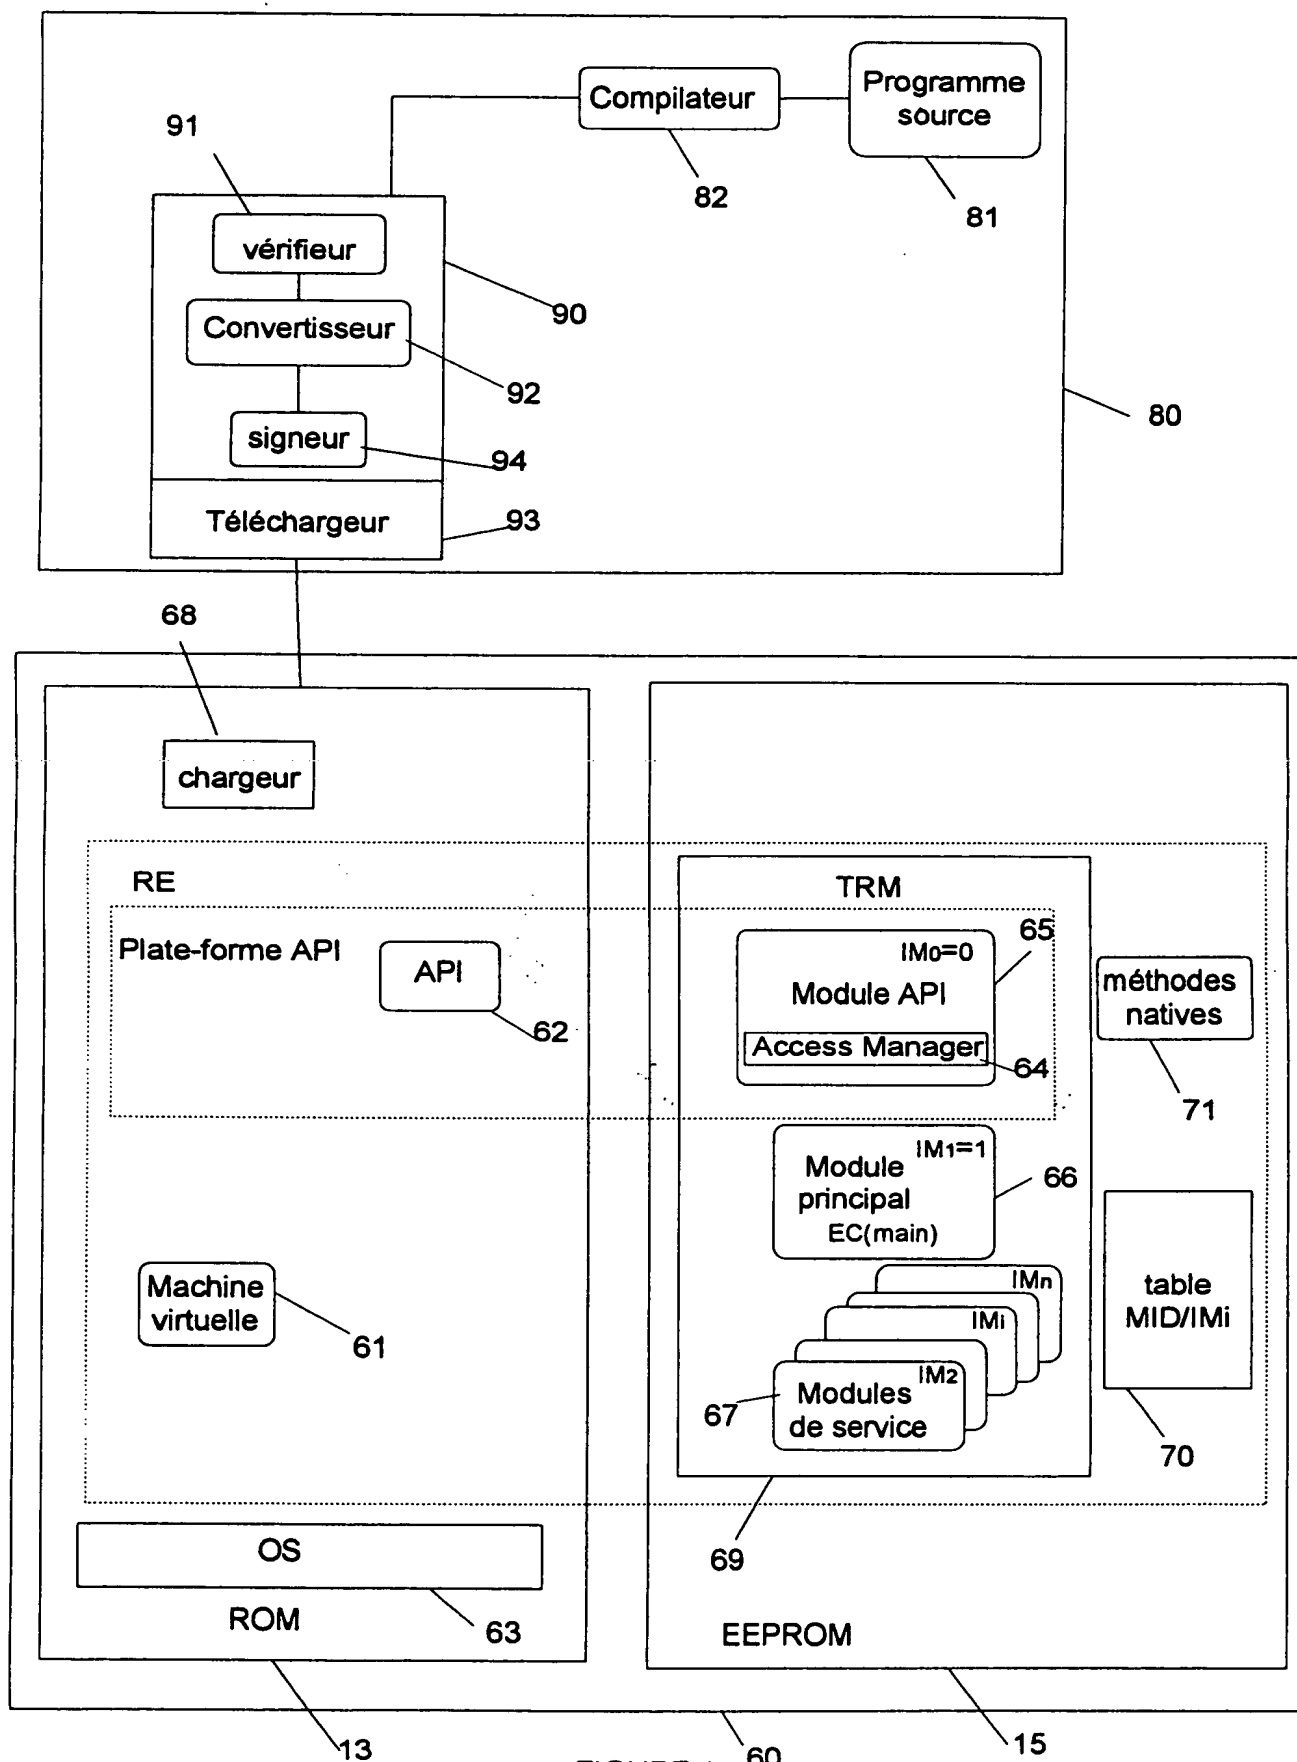 Programme
source
Compilateur
91
82
81
vérifieur
90
Convertisseur
92
80
signeur
94
Téléchargeur
93
68
chargeur
RE
TRM
Plate-forme API
API
62
IM0=0
65
Module API
Access Manager
64
méthodes
natives
71
IM1=1
Module
principal
EC(main)
66
Machine
virtuelle
61
IMn
IMi
IM2
67
Modules
de service
table
MID/IMi
70
69
OS
ROM
63
EEPROM
13
60
15